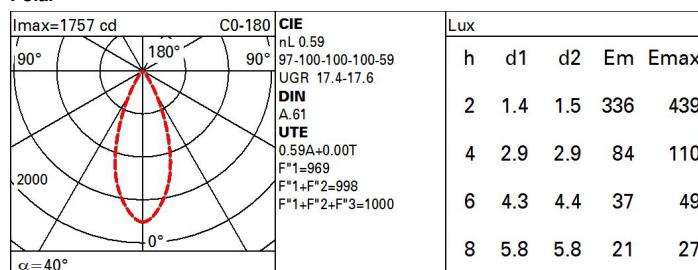 Imax=1757 cd C0-180
90° 180° 90°
2000
0°
α=40°
CIE
nL 0.59
97-100-100-100-59
UGR 17.4-17.6
DIN
A.61
UTE
0.59A+0.00T
F"1=969
F"1+F"2=998
F"1+F"2+F"3=1000
Lux
h d1 d2 Em Emax
2 1.4 1.5 336 439
4 2.9 2.9 84 110
6 4.3 4.4 37 49
8 5.8 5.8 21 27